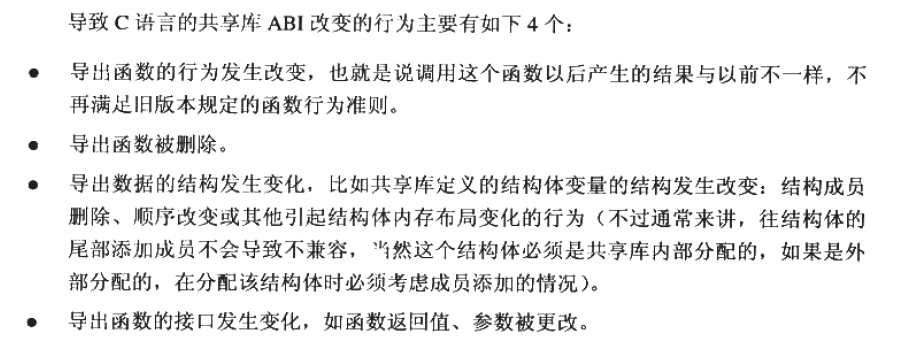 导致 C 语言的共享库 ABI 改变的行为主要有如下 4 个：
● 导出函数的行为发生改变，也就是说调用这个函数以后产生的结果与以前不一样，不
再满足旧版本规定的函数行为准则。
● 导出函数被删除。
● 导出数据的结构发生变化，比如共享库定义的结构体变量的结构发生改变：结构成员
删除、顺序改变或其他引起结构体内存布局变化的行为（不过通常来讲，往结构体的
尾部添加成员不会导致不兼容，当然这个结构体必须是共享库内部分配的，如果是外
部分配的，在分配该结构体时必须考虑成员添加的情况）。
● 导出函数的接口发生变化，如函数返回值、参数被更改。